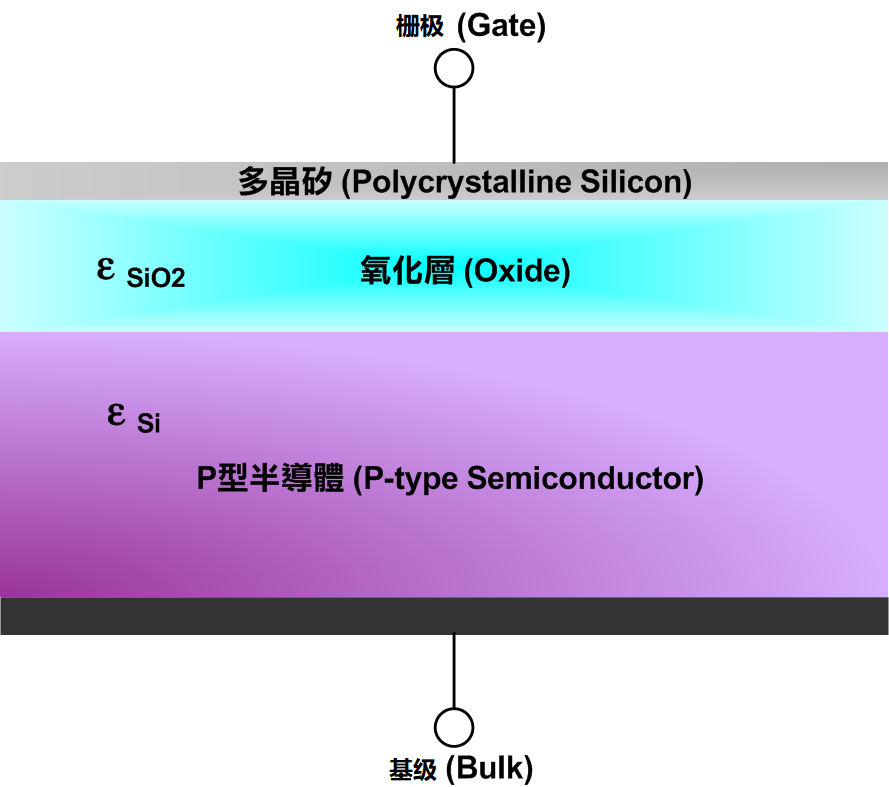 栅极 (Gate)
多晶矽 (Polycrystalline Silicon)
ε SiO2
氧化層 (Oxide)
ε Si
P型半導體 (P-type Semiconductor)
基级 (Bulk)